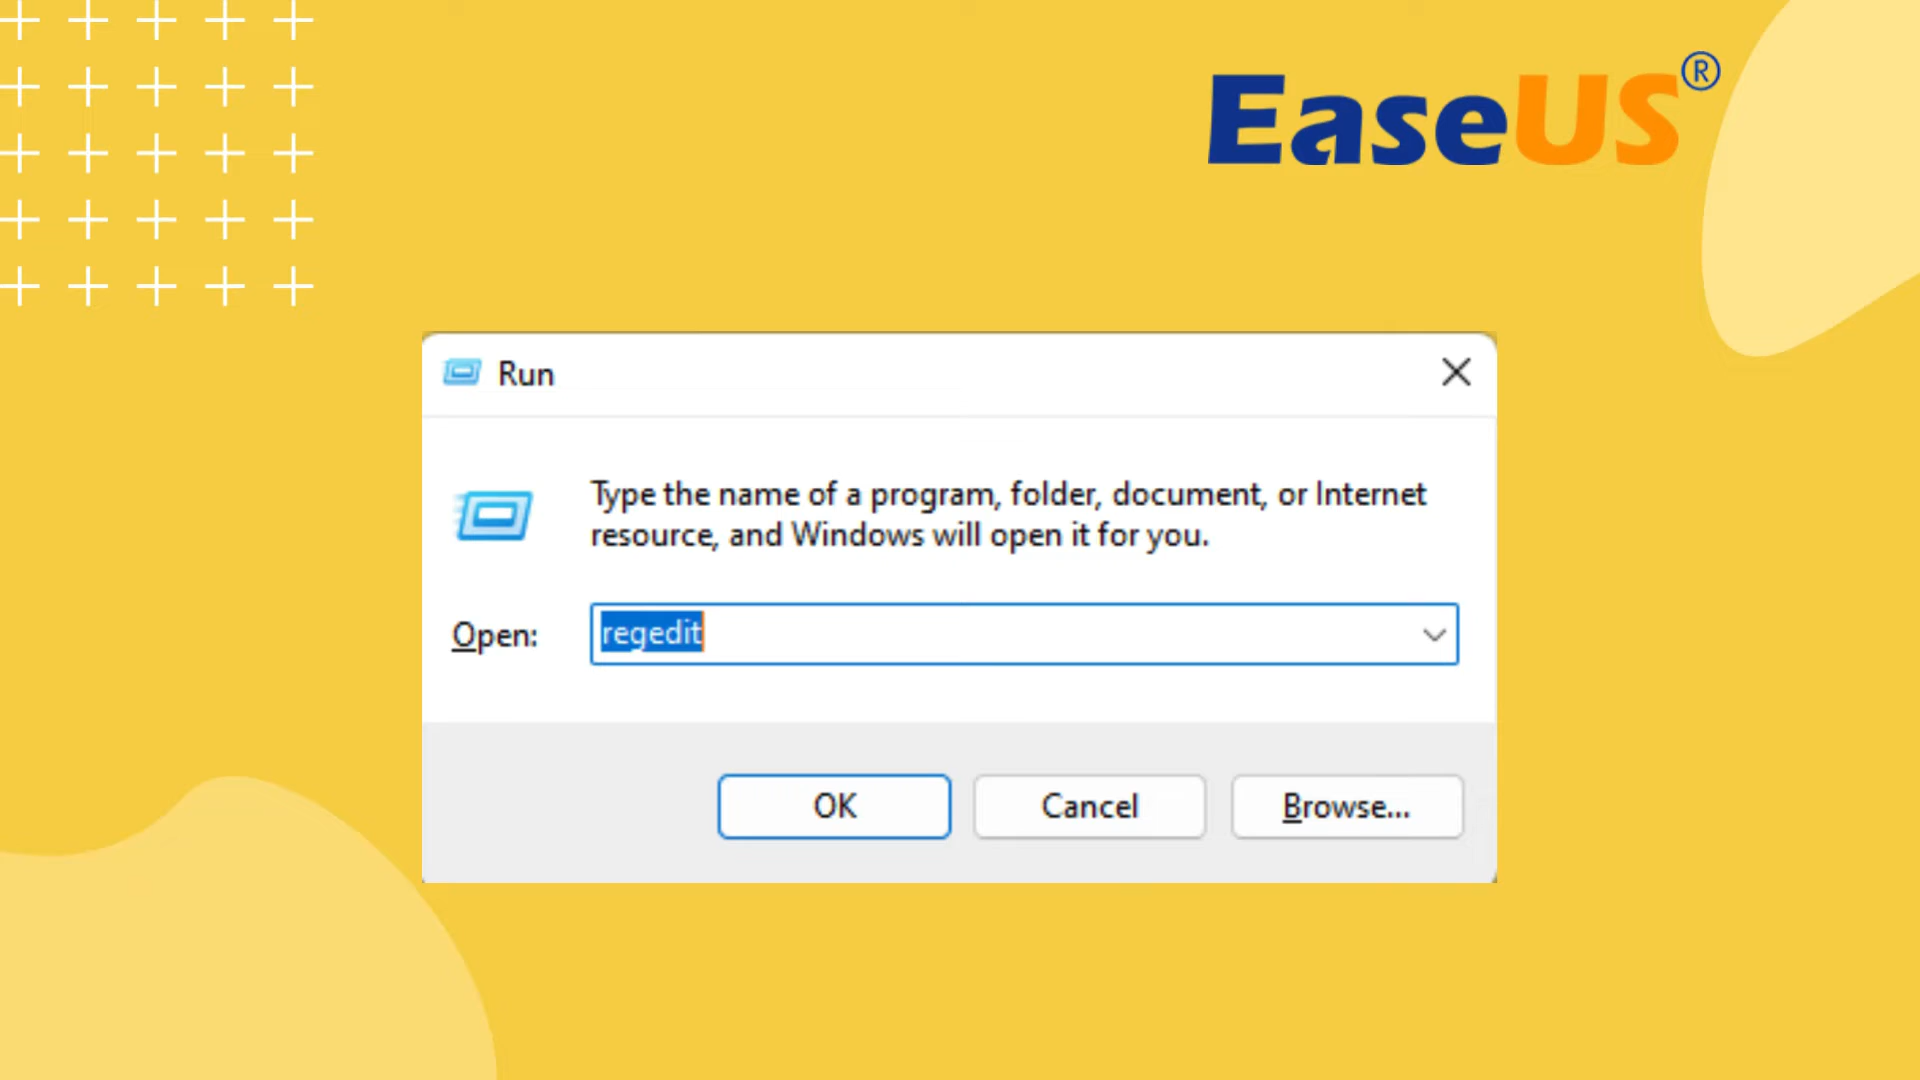 EaseUS®
Run
Type the name of a program, folder, document, or Internet
resource, and Windows will open it for you.
Open: regedit
OK Cancel Browse...